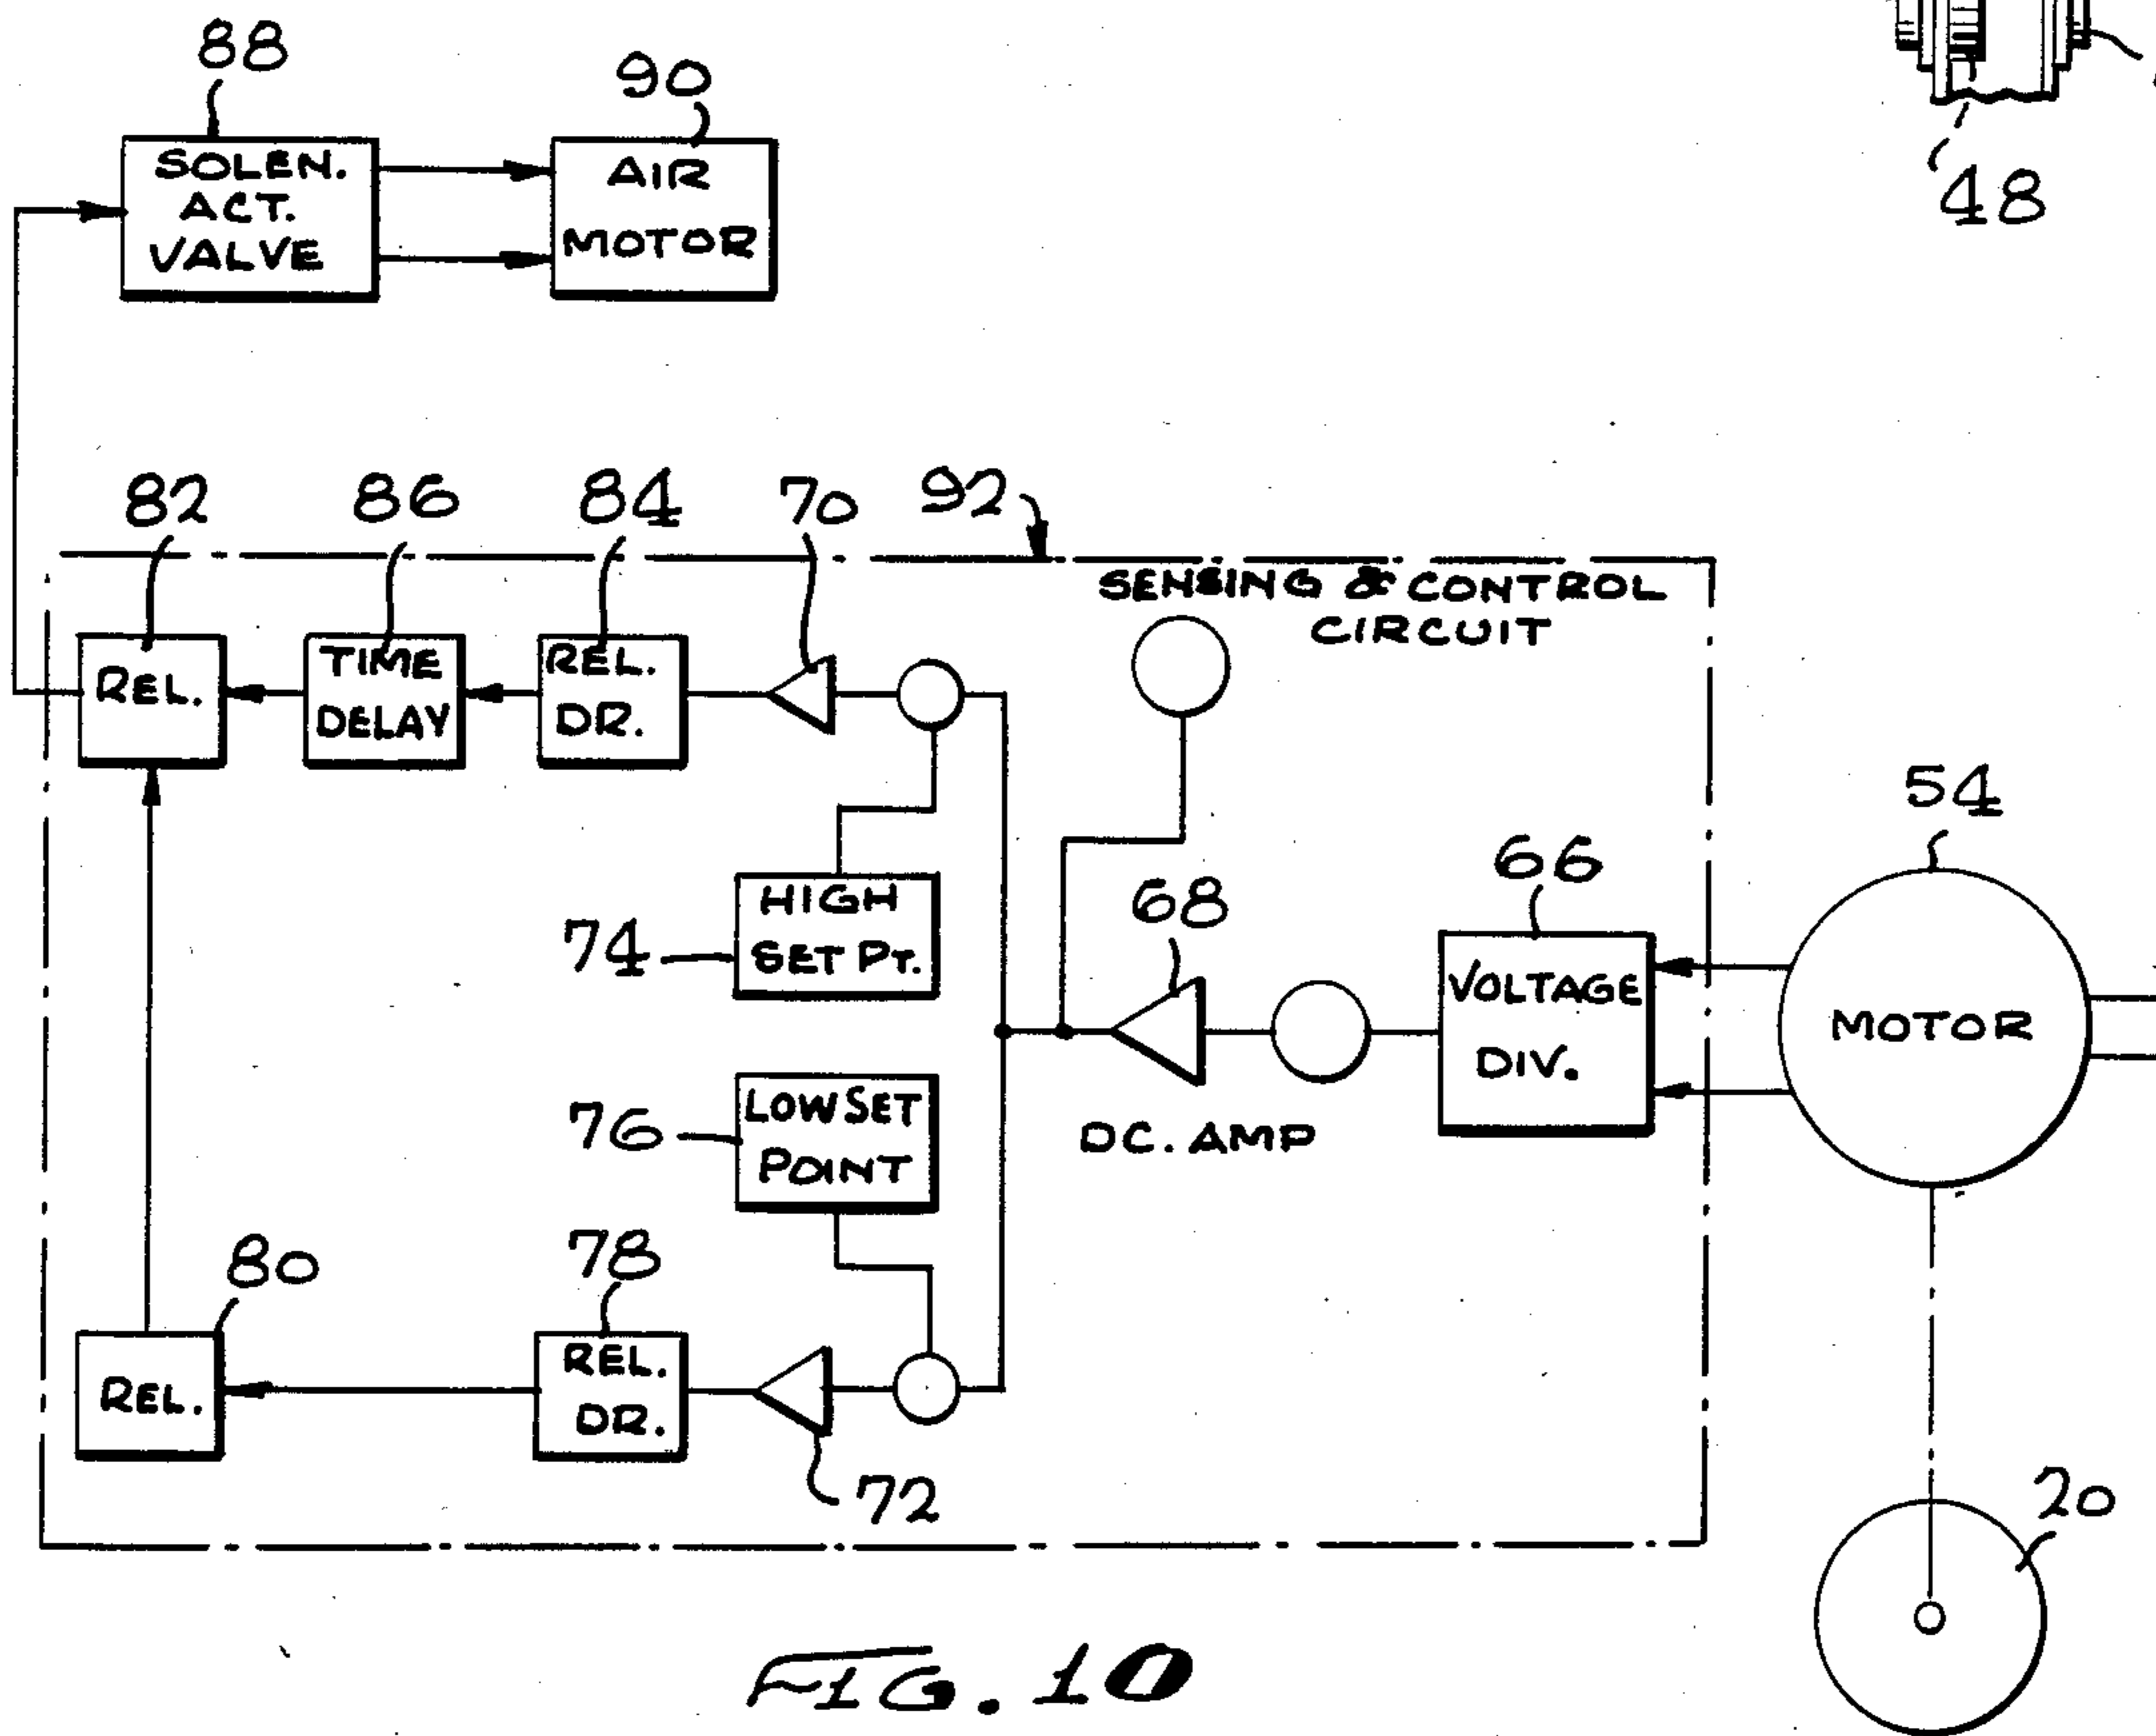 88
90
SOLEN.
ACT.
VALVE
AIR
MOTOR
48
82
86
84
70
92
SENSING & CONTROL
CIRCUIT
REL.
TIME
DELAY
REL.
DR.
54
66
68
74
HIGH
SET PT.
VOLTAGE
DIV.
MOTOR
76
LOW SET
POINT
DC. AMP
80
78
REL.
REL.
DR.
72
20
FIG. 10